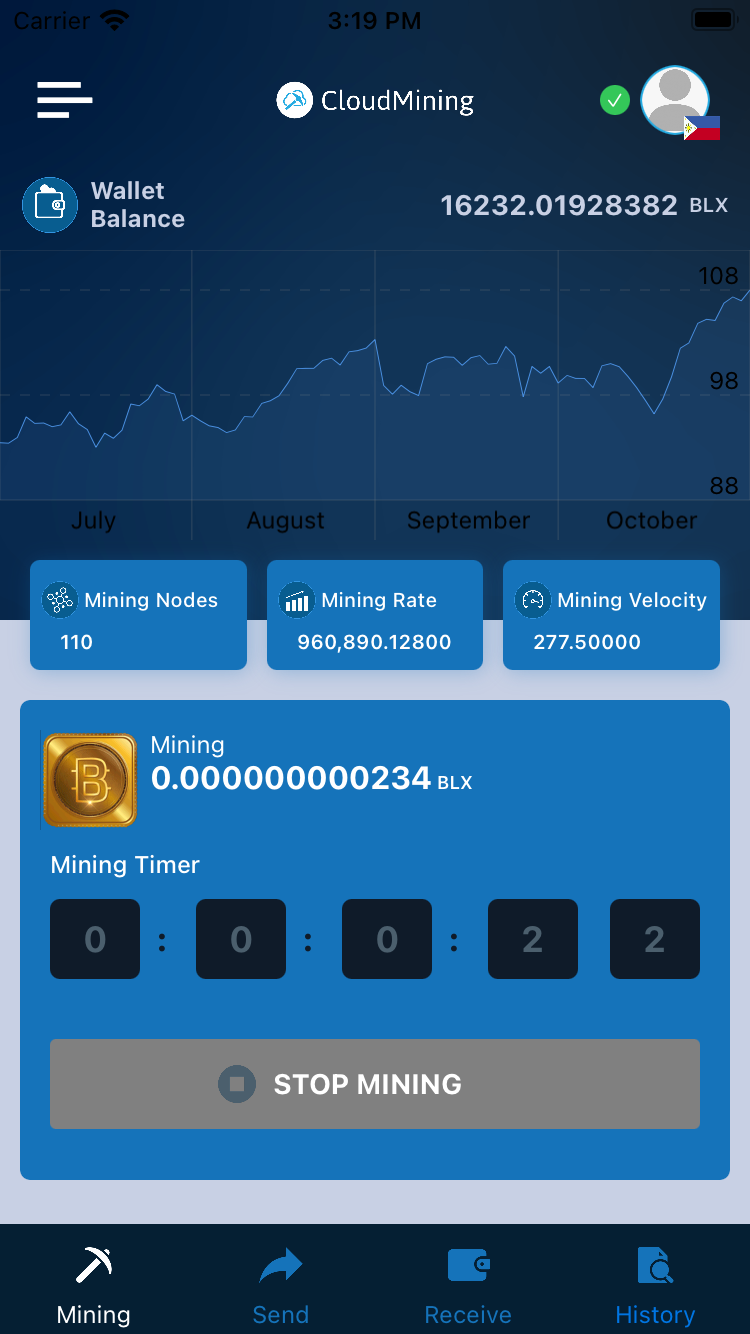 Carrier 3:19 PM
CloudMining
Wallet
Balance
16232.01928382 BLX
108
98
88
July August September October
Mining Nodes
110
Mining Rate
960,890.12800
Mining Velocity
277.50000
Mining
0.000000000234 BLX
Mining Timer
0 : 0 : 0 : 2 2
STOP MINING
Mining Send Receive History